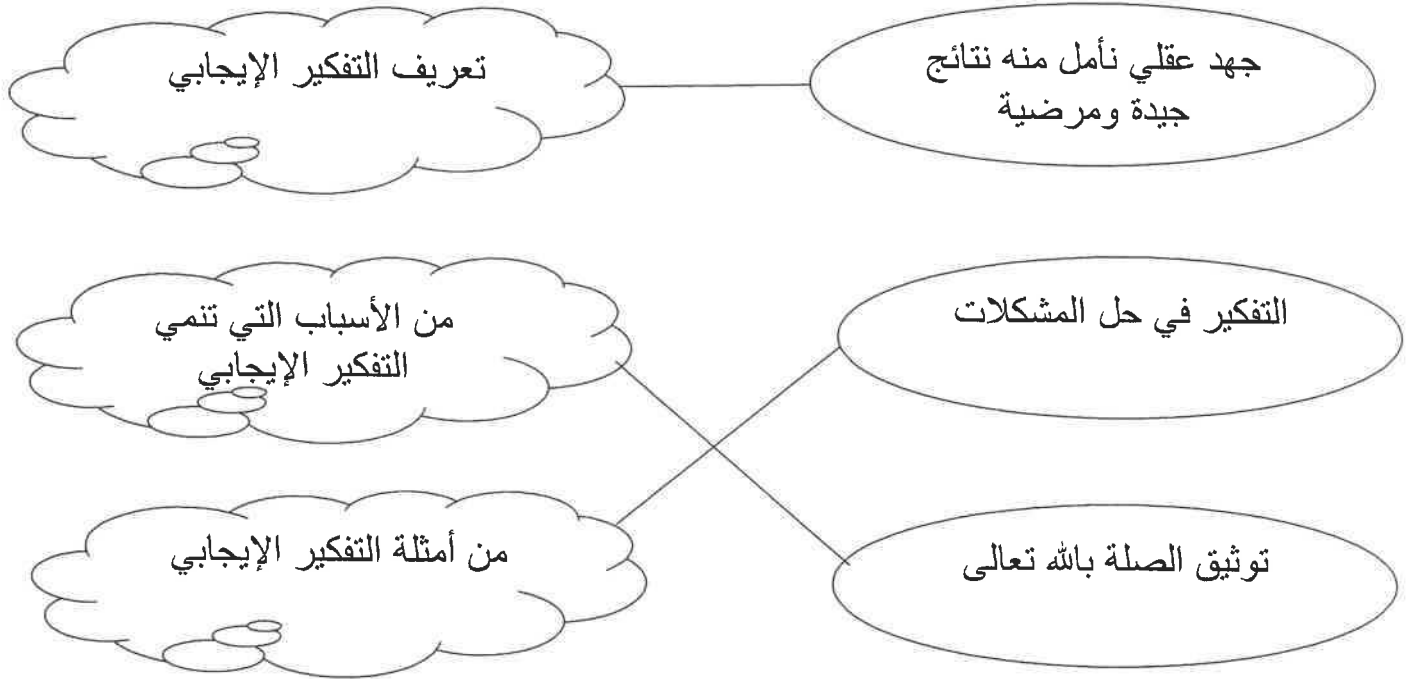 جهد عقلي نأمل منه نتائج
جيدة ومرضية
تعريف التفكير الإيجابي
التفكير في حل المشكلات
من الأسباب التي تنمي
التفكير الإيجابي
توثيق الصلة بالله تعالى
من أمثلة التفكير الإيجابي